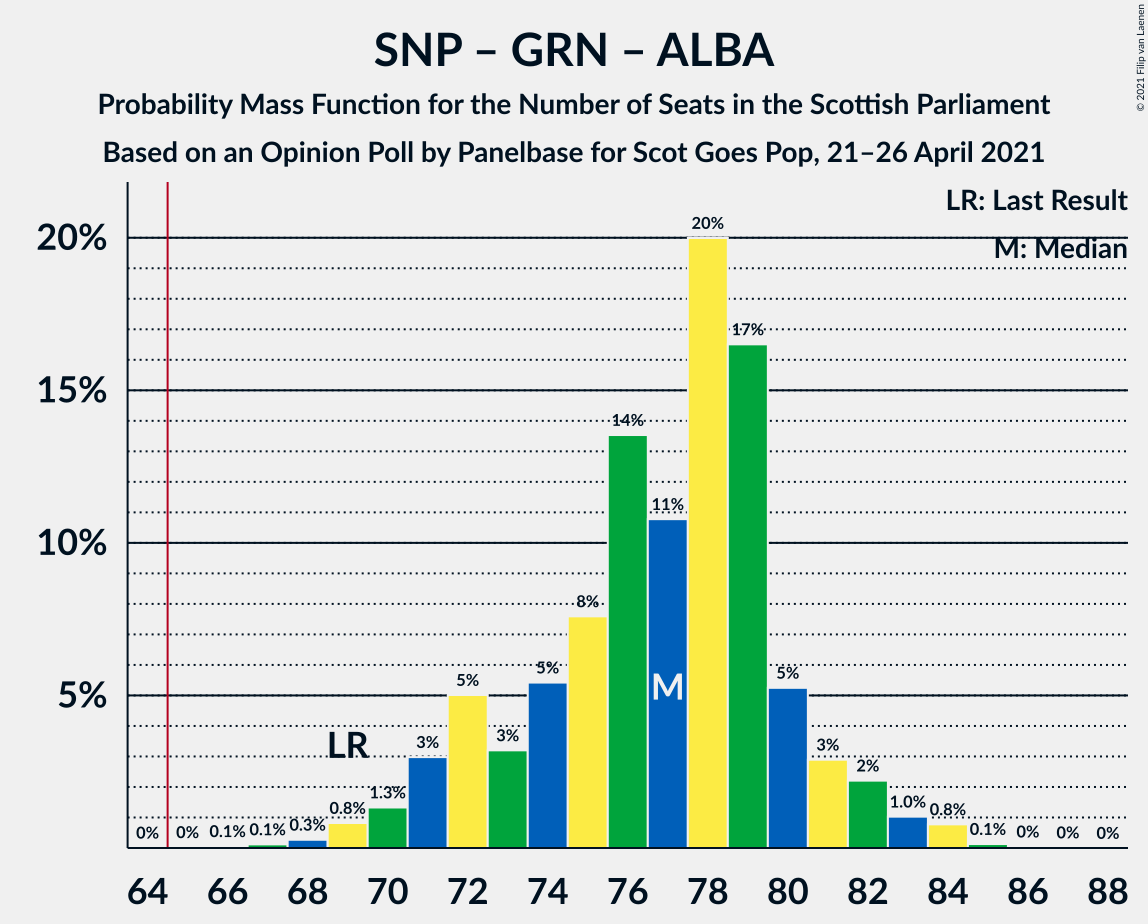 SNP – GRN – ALBA
Probability Mass Function for the Number of Seats in the Scottish Parliament
Based on an Opinion Poll by Panelbase for Scot Goes Pop, 21–26 April 2021
© 2021 Filip van Laenen
LR: Last Result
M: Median
20%
15%
10%
5%
0% 0% 0.1% 0.1% 0.3% 0.8% 1.3% 3% 5% 3% 5% 8% 14% 11% 20% 17% 5% 3% 2% 1.0% 0.8% 0.1% 0% 0% 0%
LR
M
64 66 68 70 72 74 76 78 80 82 84 86 88